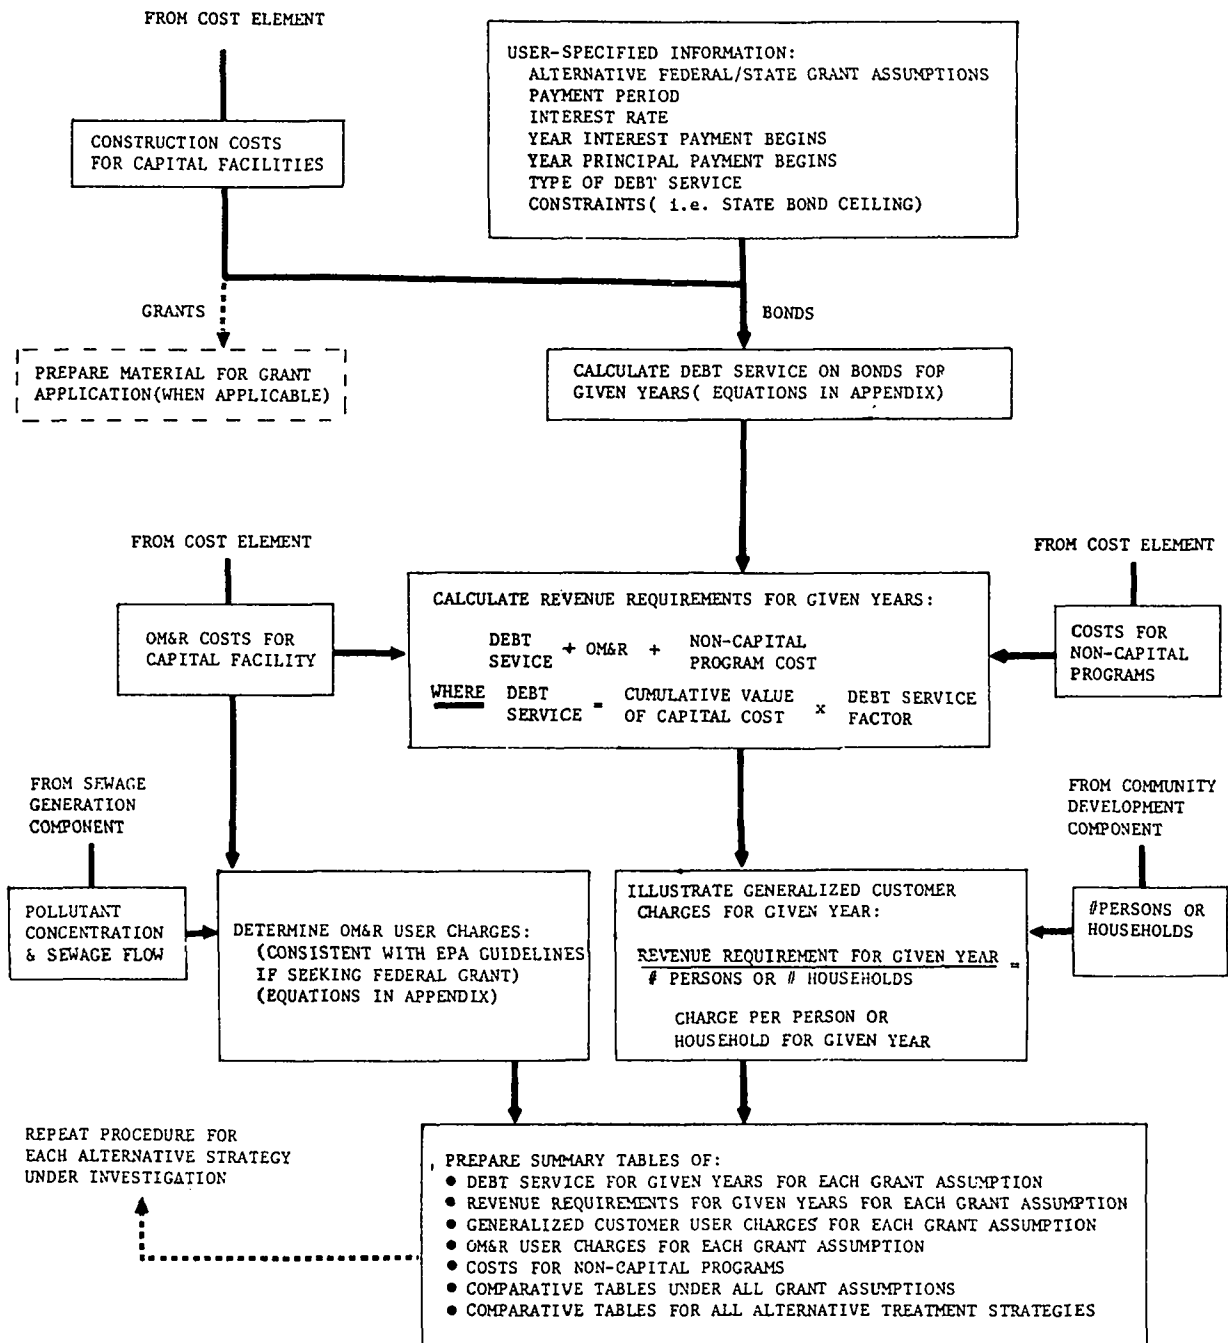 FROM COST ELEMENT
USER-SPECIFIED INFORMATION:
ALTERNATIVE FEDERAL/STATE GRANT ASSUMPTIONS
PAYMENT PERIOD
INTEREST RATE
YEAR INTEREST PAYMENT BEGINS
YEAR PRINCIPAL PAYMENT BEGINS
TYPE OF DEBT SERVICE
CONSTRAINTS( i.e. STATE BOND CEILING)
CONSTRUCTION COSTS
FOR CAPITAL FACILITIES
GRANTS
BONDS
PREPARE MATERIAL FOR GRANT
APPLICATION(WHEN APPLICABLE)
CALCULATE DEBT SERVICE ON BONDS FOR
GIVEN YEARS( EQUATIONS IN APPENDIX)
FROM COST ELEMENT
FROM COST ELEMENT
OM&R COSTS FOR
CAPITAL FACILITY
CALCULATE REVENUE REQUIREMENTS FOR GIVEN YEARS:
DEBT
SEVICE + OM&R + NON-CAPITAL
PROGRAM COST
WHERE DEBT
SERVICE = CUMULATIVE VALUE
OF CAPITAL COST x DEBT SERVICE
FACTOR
COSTS FOR
NON-CAPITAL
PROGRAMS
FROM SEWAGE
GENERATION
COMPONENT
FROM COMMUNITY
DEVELOPMENT
COMPONENT
POLLUTANT
CONCENTRATION
& SEWAGE FLOW
DETERMINE OM&R USER CHARGES:
(CONSISTENT WITH EPA GUIDELINES
IF SEEKING FEDERAL GRANT)
(EQUATIONS IN APPENDIX)
ILLUSTRATE GENERALIZED CUSTOMER
CHARGES FOR GIVEN YEAR:
REVENUE REQUIREMENT FOR GIVEN YEAR =
# PERSONS OR # HOUSEHOLDS
CHARGE PER PERSON OR
HOUSEHOLD FOR GIVEN YEAR
#PERSONS OR
HOUSEHOLDS
REPEAT PROCEDURE FOR
EACH ALTERNATIVE STRATEGY
UNDER INVESTIGATION
PREPARE SUMMARY TABLES OF:
● DEBT SERVICE FOR GIVEN YEARS FOR EACH GRANT ASSUMPTION
● REVENUE REQUIREMENTS FOR GIVEN YEARS FOR EACH GRANT ASSUMPTION
● GENERALIZED CUSTOMER USER CHARGES FOR EACH GRANT ASSUMPTION
● OM&R USER CHARGES FOR EACH GRANT ASSUMPTION
● COSTS FOR NON-CAPITAL PROGRAMS
● COMPARATIVE TABLES UNDER ALL GRANT ASSUMPTIONS
● COMPARATIVE TABLES FOR ALL ALTERNATIVE TREATMENT STRATEGIES